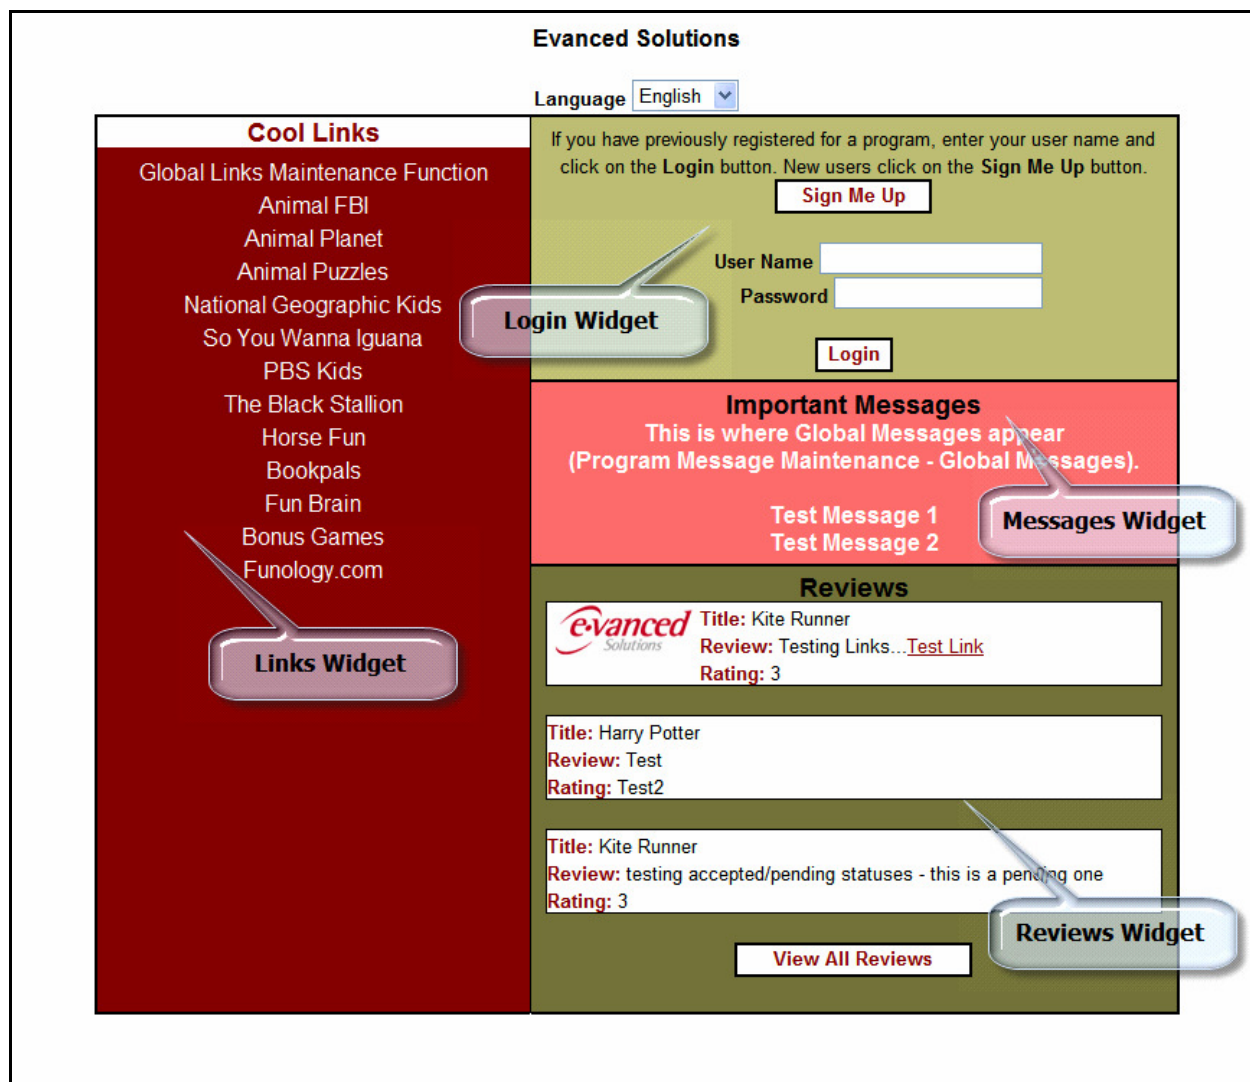 Evanced Solutions
Language English
Cool Links
Global Links Maintenance Function
Animal FBI
Animal Planet
Animal Puzzles
National Geographic Kids
So You Wanna Iguana
PBS Kids
The Black Stallion
Horse Fun
Bookpals
Fun Brain
Bonus Games
Funology.com
Links Widget
If you have previously registered for a program, enter your user name and
click on the Login button. New users click on the Sign Me Up button.
Sign Me Up
User Name
Password
Login Widget
Login
Important Messages
This is where Global Messages appear
(Program Message Maintenance - Global Messages).
Test Message 1
Test Message 2
Messages Widget
Reviews
evanced
Solutions
Title: Kite Runner
Review: Testing Links...Test Link
Rating: 3
Title: Harry Potter
Review: Test
Rating: Test2
Title: Kite Runner
Review: testing accepted/pending statuses - this is a pending one
Rating: 3
Reviews Widget
View All Reviews